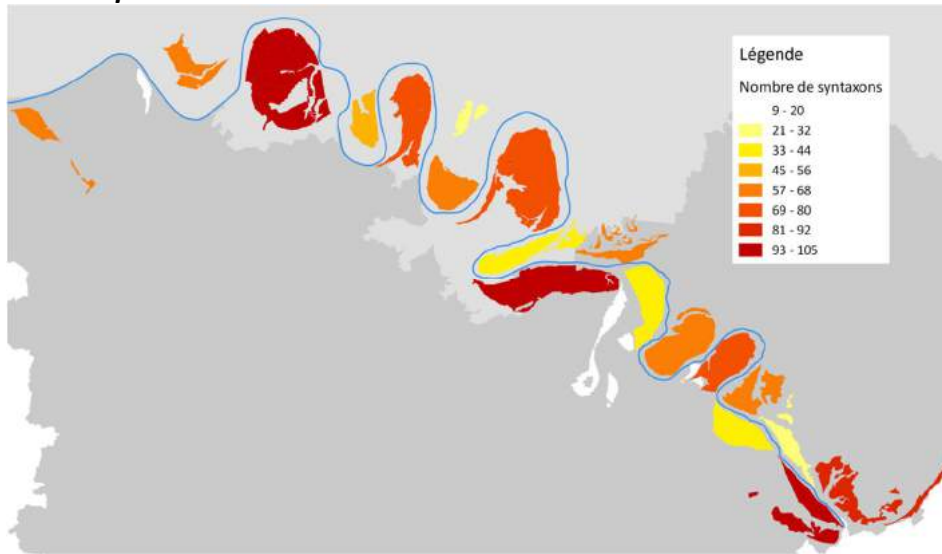 Légende
Nombre de syntaxons
9 - 20
21 - 32
33 - 44
45 - 56
57 - 68
69 - 80
81 - 92
93 - 105